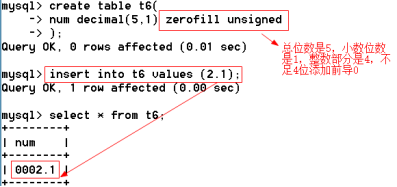 mysql> create table t6(
    -> num decimal(5,1) zerofill unsigned
    -> );
Query OK, 0 rows affected (0.01 sec)
总位数是5，小数位数
是1，整数部分是4，不
足4位添加前导0
mysql> insert into t6 values (2.1);
Query OK, 1 row affected (0.00 sec)
mysql> select * from t6;
+--------+
| num    |
+--------+
| 0002.1 |
+--------+